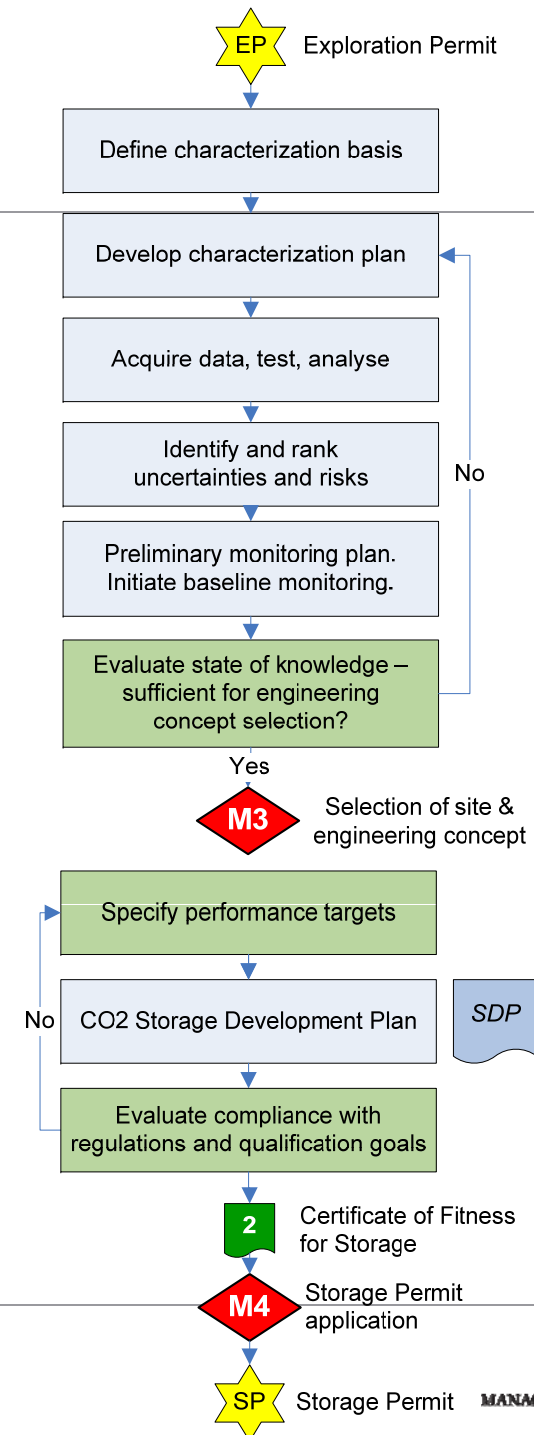 EP
Exploration Permit
Define characterization basis
Develop characterization plan
Acquire data, test, analyse
Identify and rank
uncertainties and risks
No
Preliminary monitoring plan.
Initiate baseline monitoring.
Evaluate state of knowledge –
sufficient for engineering
concept selection?
Yes
M3
Selection of site &
engineering concept
Specify performance targets
No
CO2 Storage Development Plan
SDP
Evaluate compliance with
regulations and qualification goals
2
Certificate of Fitness
for Storage
M4
Storage Permit
application
SP
Storage Permit